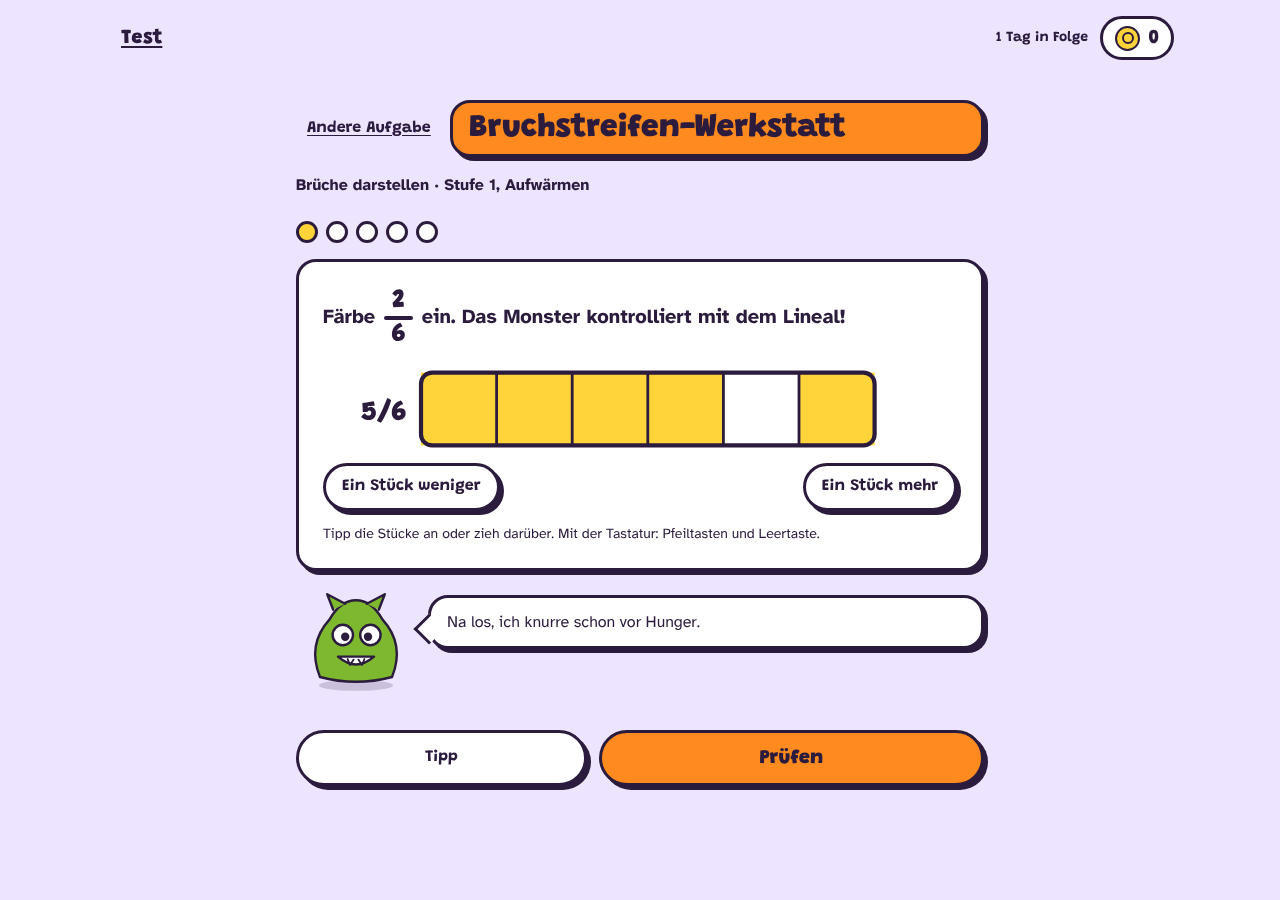 Test
1 Tag in Folge
0
Andere Aufgabe
Bruchstreifen-Werkstatt
Brüche darstellen · Stufe 1, Aufwärmen
Färbe 2/6 ein. Das Monster kontrolliert mit dem Lineal!
5/6
Ein Stück weniger
Ein Stück mehr
Tipp die Stücke an oder zieh darüber. Mit der Tastatur: Pfeiltasten und Leertaste.
Na los, ich knurre schon vor Hunger.
Tipp
Prüfen